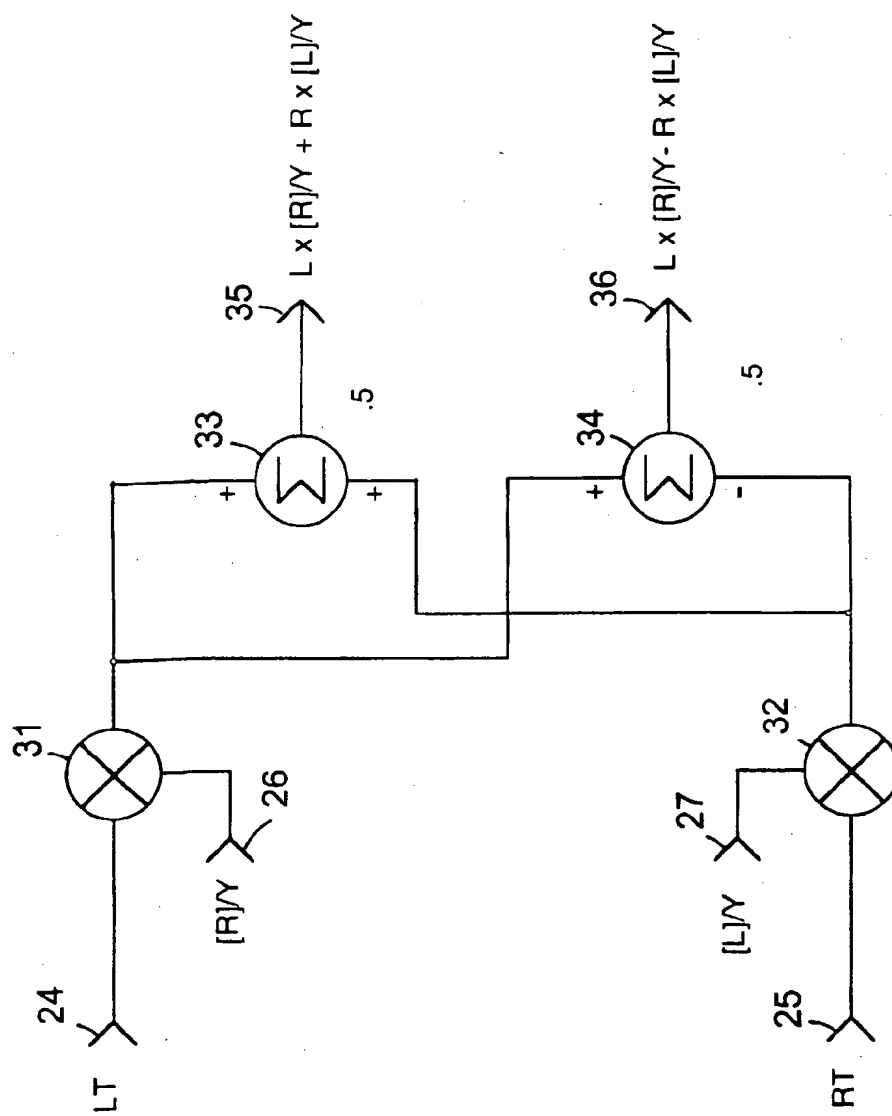 LT
24
31
[R]/Y
26
33
+
+
Σ
.5
35
L x [R]/Y + R x [L]/Y
RT
25
32
[L]/Y
27
34
+
-
Σ
.5
36
L x [R]/Y - R x [L]/Y